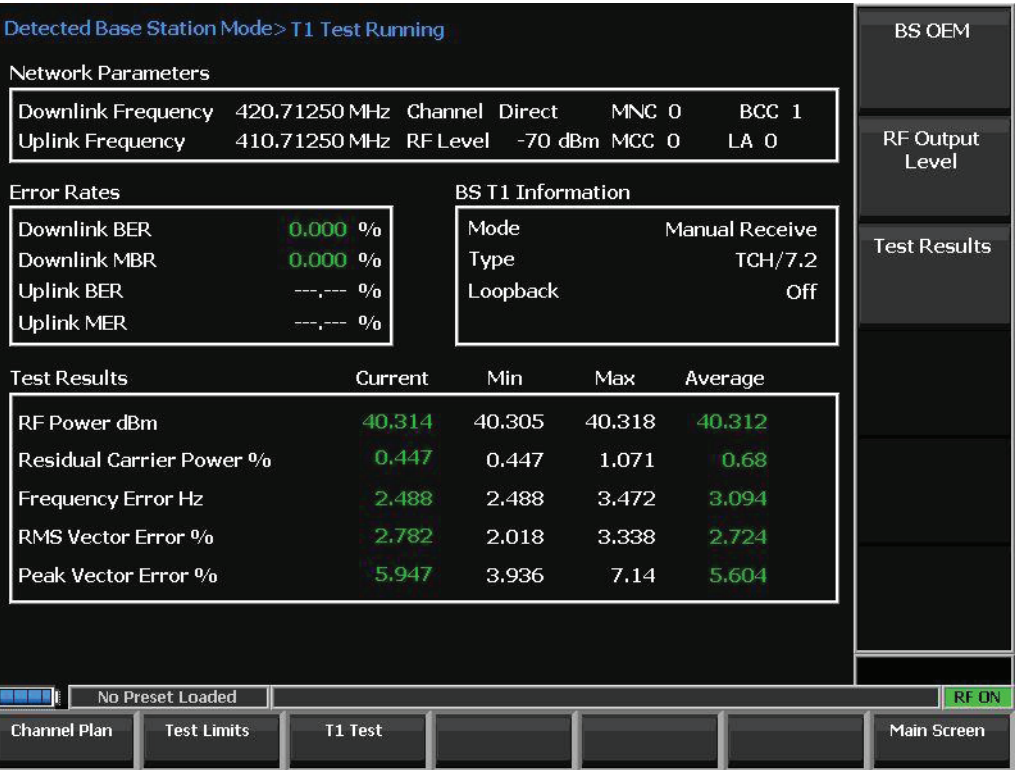 Detected Base Station Mode> T1 Test Running
Network Parameters
Downlink Frequency 420.71250 MHz Channel Direct MNC 0 BCC 1
Uplink Frequency 410.71250 MHz RF Level -70 dBm MCC 0 LA 0
Error Rates
Downlink BER 0.000 %
Downlink MBR 0.000 %
Uplink BER ---.--- %
Uplink MER ---.--- %
BS T1 Information
Mode Manual Receive
Type TCH/7.2
Loopback Off
Test Results Current Min Max Average
RF Power dBm 40.314 40.305 40.318 40.312
Residual Carrier Power % 0.447 0.447 1.071 0.68
Frequency Error Hz 2.488 2.488 3.472 3.094
RMS Vector Error % 2.782 2.018 3.338 2.724
Peak Vector Error % 5.947 3.936 7.14 5.604
BS OEM
RF Output
Level
Test Results
No Preset Loaded RF ON
Channel Plan Test Limits T1 Test Main Screen